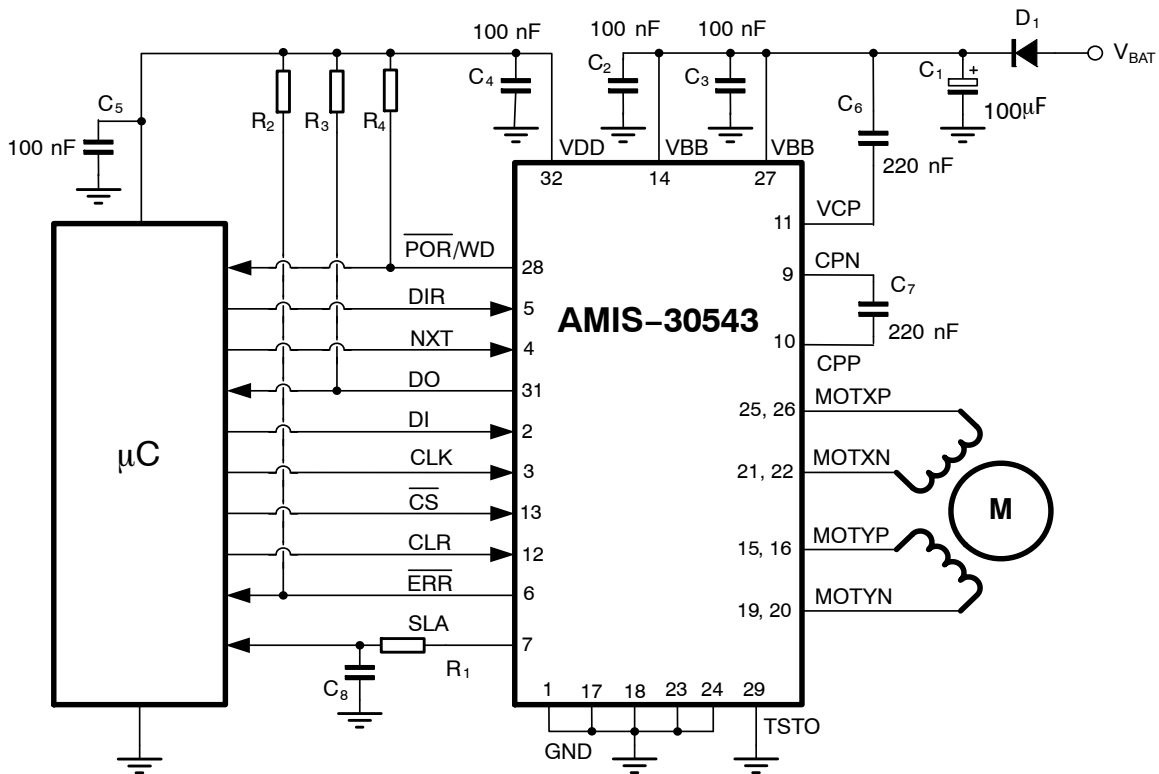 100 nF
100 nF
100 nF
D1
VBAT
C5
C4
C2
C3
C1
+
100µF
C6
R2
R3
R4
100 nF
VDD
VBB
VBB
32
14
27
220 nF
11
VCP
POR/WD
28
9
CPN
C7
DIR
5
AMIS−30543
NXT
4
10
220 nF
CPP
DO
31
25, 26
MOTXP
DI
2
µC
CLK
3
21, 22
MOTXN
CS
13
M
CLR
12
15, 16
MOTYP
ERR
6
19, 20
MOTYN
SLA
7
R1
C8
1
17
18
23
24
29
GND
TSTO